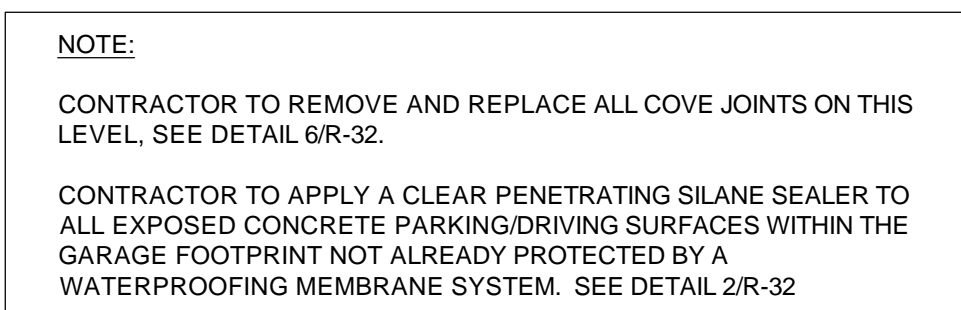 NOTE:
CONTRACTOR TO REMOVE AND REPLACE ALL COVE JOINTS ON THIS
LEVEL, SEE DETAIL 6/R-32.
CONTRACTOR TO APPLY A CLEAR PENETRATING SILANE SEALER TO
ALL EXPOSED CONCRETE PARKING/DRIVING SURFACES WITHIN THE
GARAGE FOOTPRINT NOT ALREADY PROTECTED BY A
WATERPROOFING MEMBRANE SYSTEM.  SEE DETAIL 2/R-32